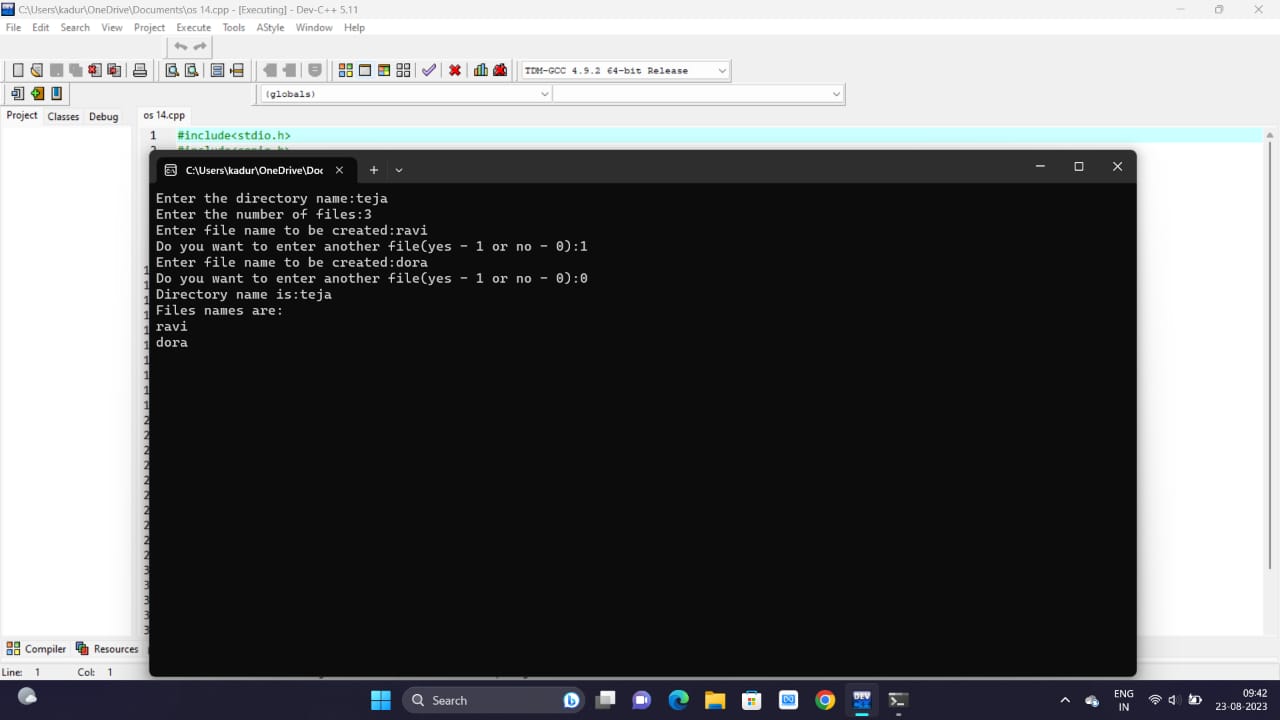 C:\Users\kadur\OneDrive\Documents\os 14.cpp - [Executing] - Dev-C++ 5.11
File Edit Search View Project Execute Tools AStyle Window Help
TDM-GCC 4.9.2 64-bit Release
(globals)
Project Classes Debug
os 14.cpp
1 #include<stdio.h>
2 #include<conio.h>
C:\Users\kadur\OneDrive\Doc
Enter the directory name:teja
Enter the number of files:3
Enter file name to be created:ravi
Do you want to enter another file(yes - 1 or no - 0):1
Enter file name to be created:dora
Do you want to enter another file(yes - 1 or no - 0):0
Directory name is:teja
Files names are:
ravi
dora
Compiler Resources
Line: 1 Col: 1
Search
DEV
ENG
IN
09:42
23-08-2023